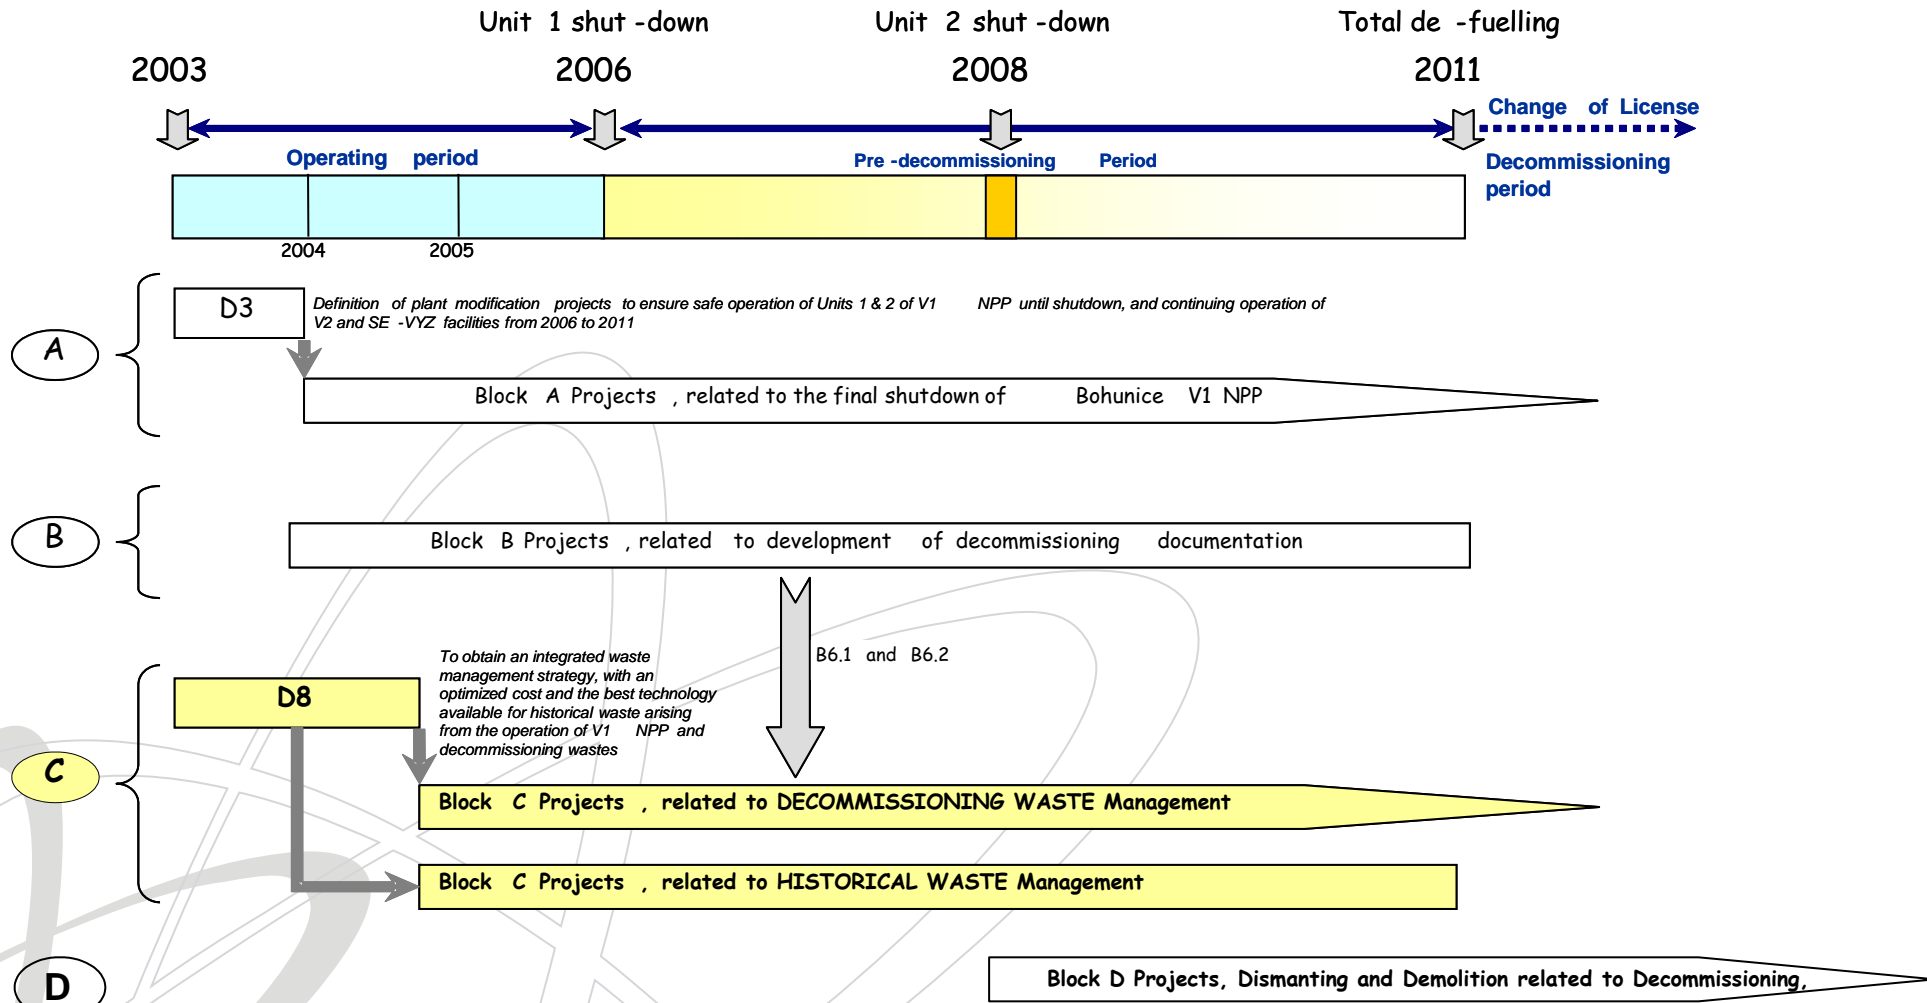 Unit 1 shut -down Unit 2 shut -down Total de -fuelling
2003 2006 2008 2011
Change of License
Operating period Pre -decommissioning Period Decommissioning
period
2004 2005
A
D3
Definition of plant modification projects to ensure safe operation of Units 1 & 2 of V1 NPP until shutdown, and continuing operation of
V2 and SE -VYZ facilities from 2006 to 2011
Block A Projects , related to the final shutdown of Bohunice V1 NPP
B
Block B Projects , related to development of decommissioning documentation
B6.1 and B6.2
C
D8
To obtain an integrated waste
management strategy, with an
optimized cost and the best technology
available for historical waste arising
from the operation of V1 NPP and
decommissioning wastes
Block C Projects , related to DECOMMISSIONING WASTE Management
Block C Projects , related to HISTORICAL WASTE Management
D
Block D Projects, Dismanting and Demolition related to Decommissioning,